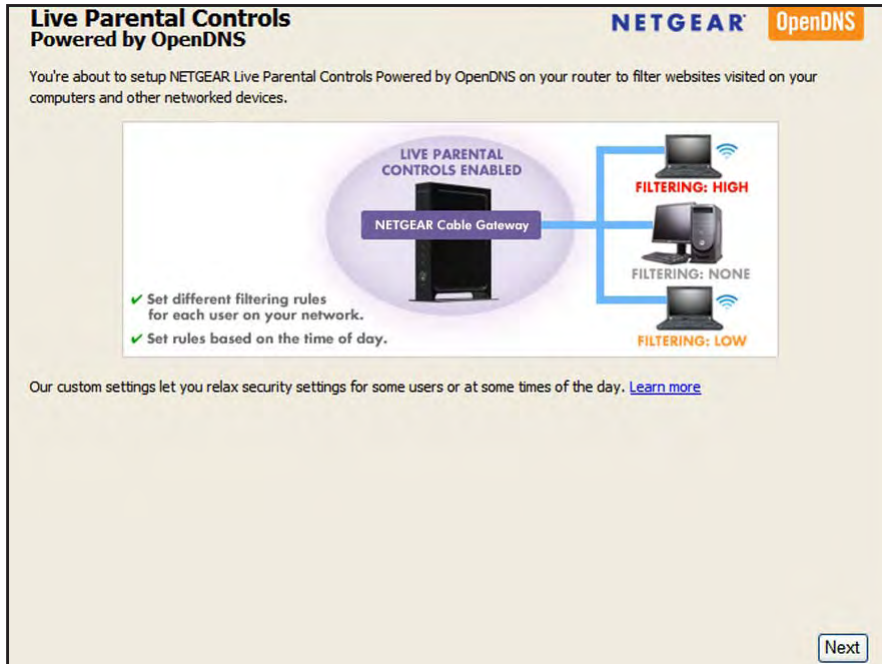 Live Parental Controls
Powered by OpenDNS
NETGEAR
OpenDNS
You're about to setup NETGEAR Live Parental Controls Powered by OpenDNS on your router to filter websites visited on your
computers and other networked devices.
LIVE PARENTAL
CONTROLS ENABLED
NETGEAR Cable Gateway
FILTERING: HIGH
FILTERING: NONE
FILTERING: LOW
✔ Set different filtering rules
for each user on your network.
✔ Set rules based on the time of day.
Our custom settings let you relax security settings for some users or at some times of the day. Learn more
Next